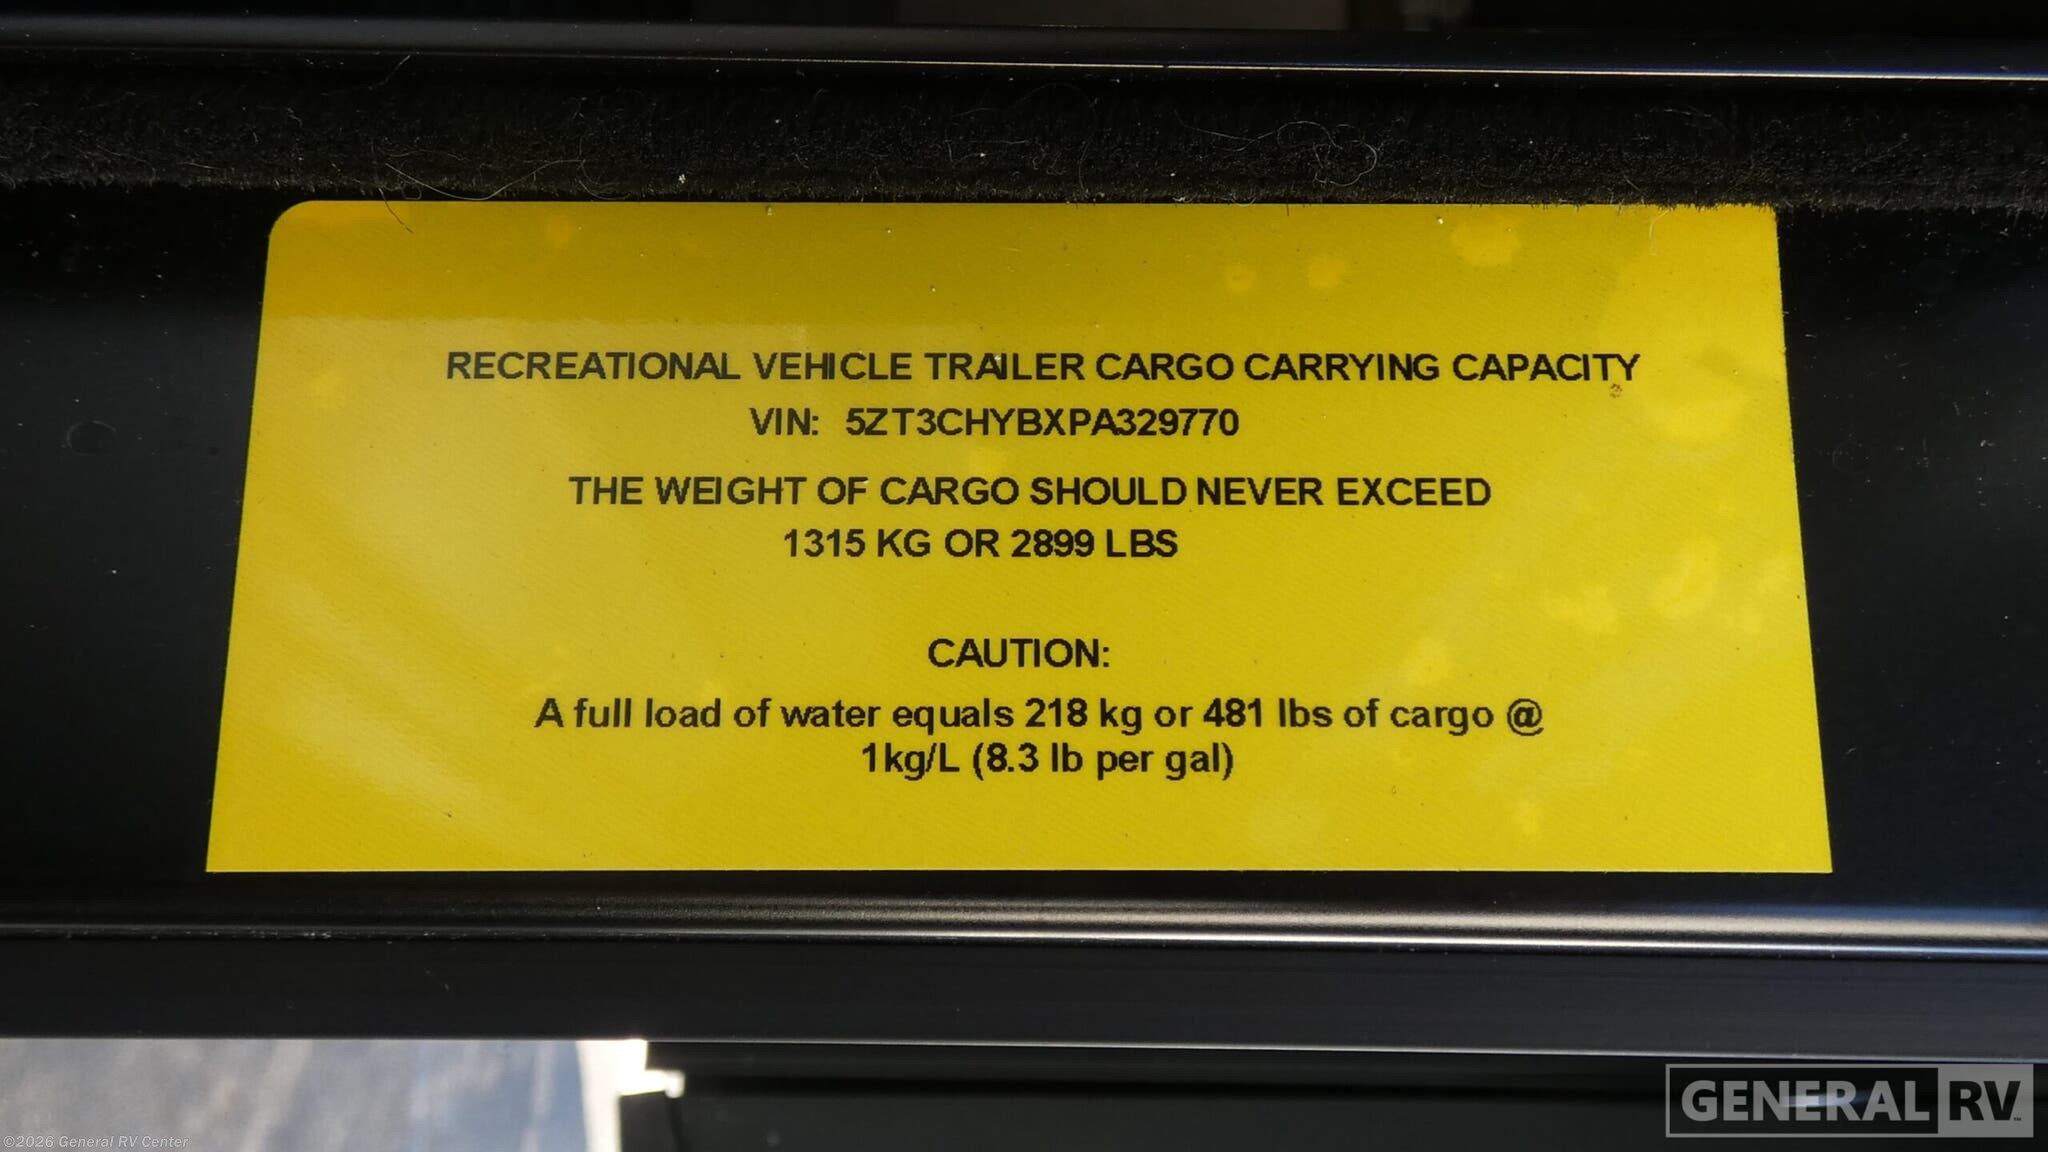 RECREATIONAL VEHICLE TRAILER CARGO CARRYING CAPACITY
VIN: 5ZT3CHYBXPA329770
THE WEIGHT OF CARGO SHOULD NEVER EXCEED
1315 KG OR 2899 LBS
CAUTION:
A full load of water equals 218 kg or 481 lbs of cargo @
1kg/L (8.3 lb per gal)
GENERAL RV
©2026 General RV Center